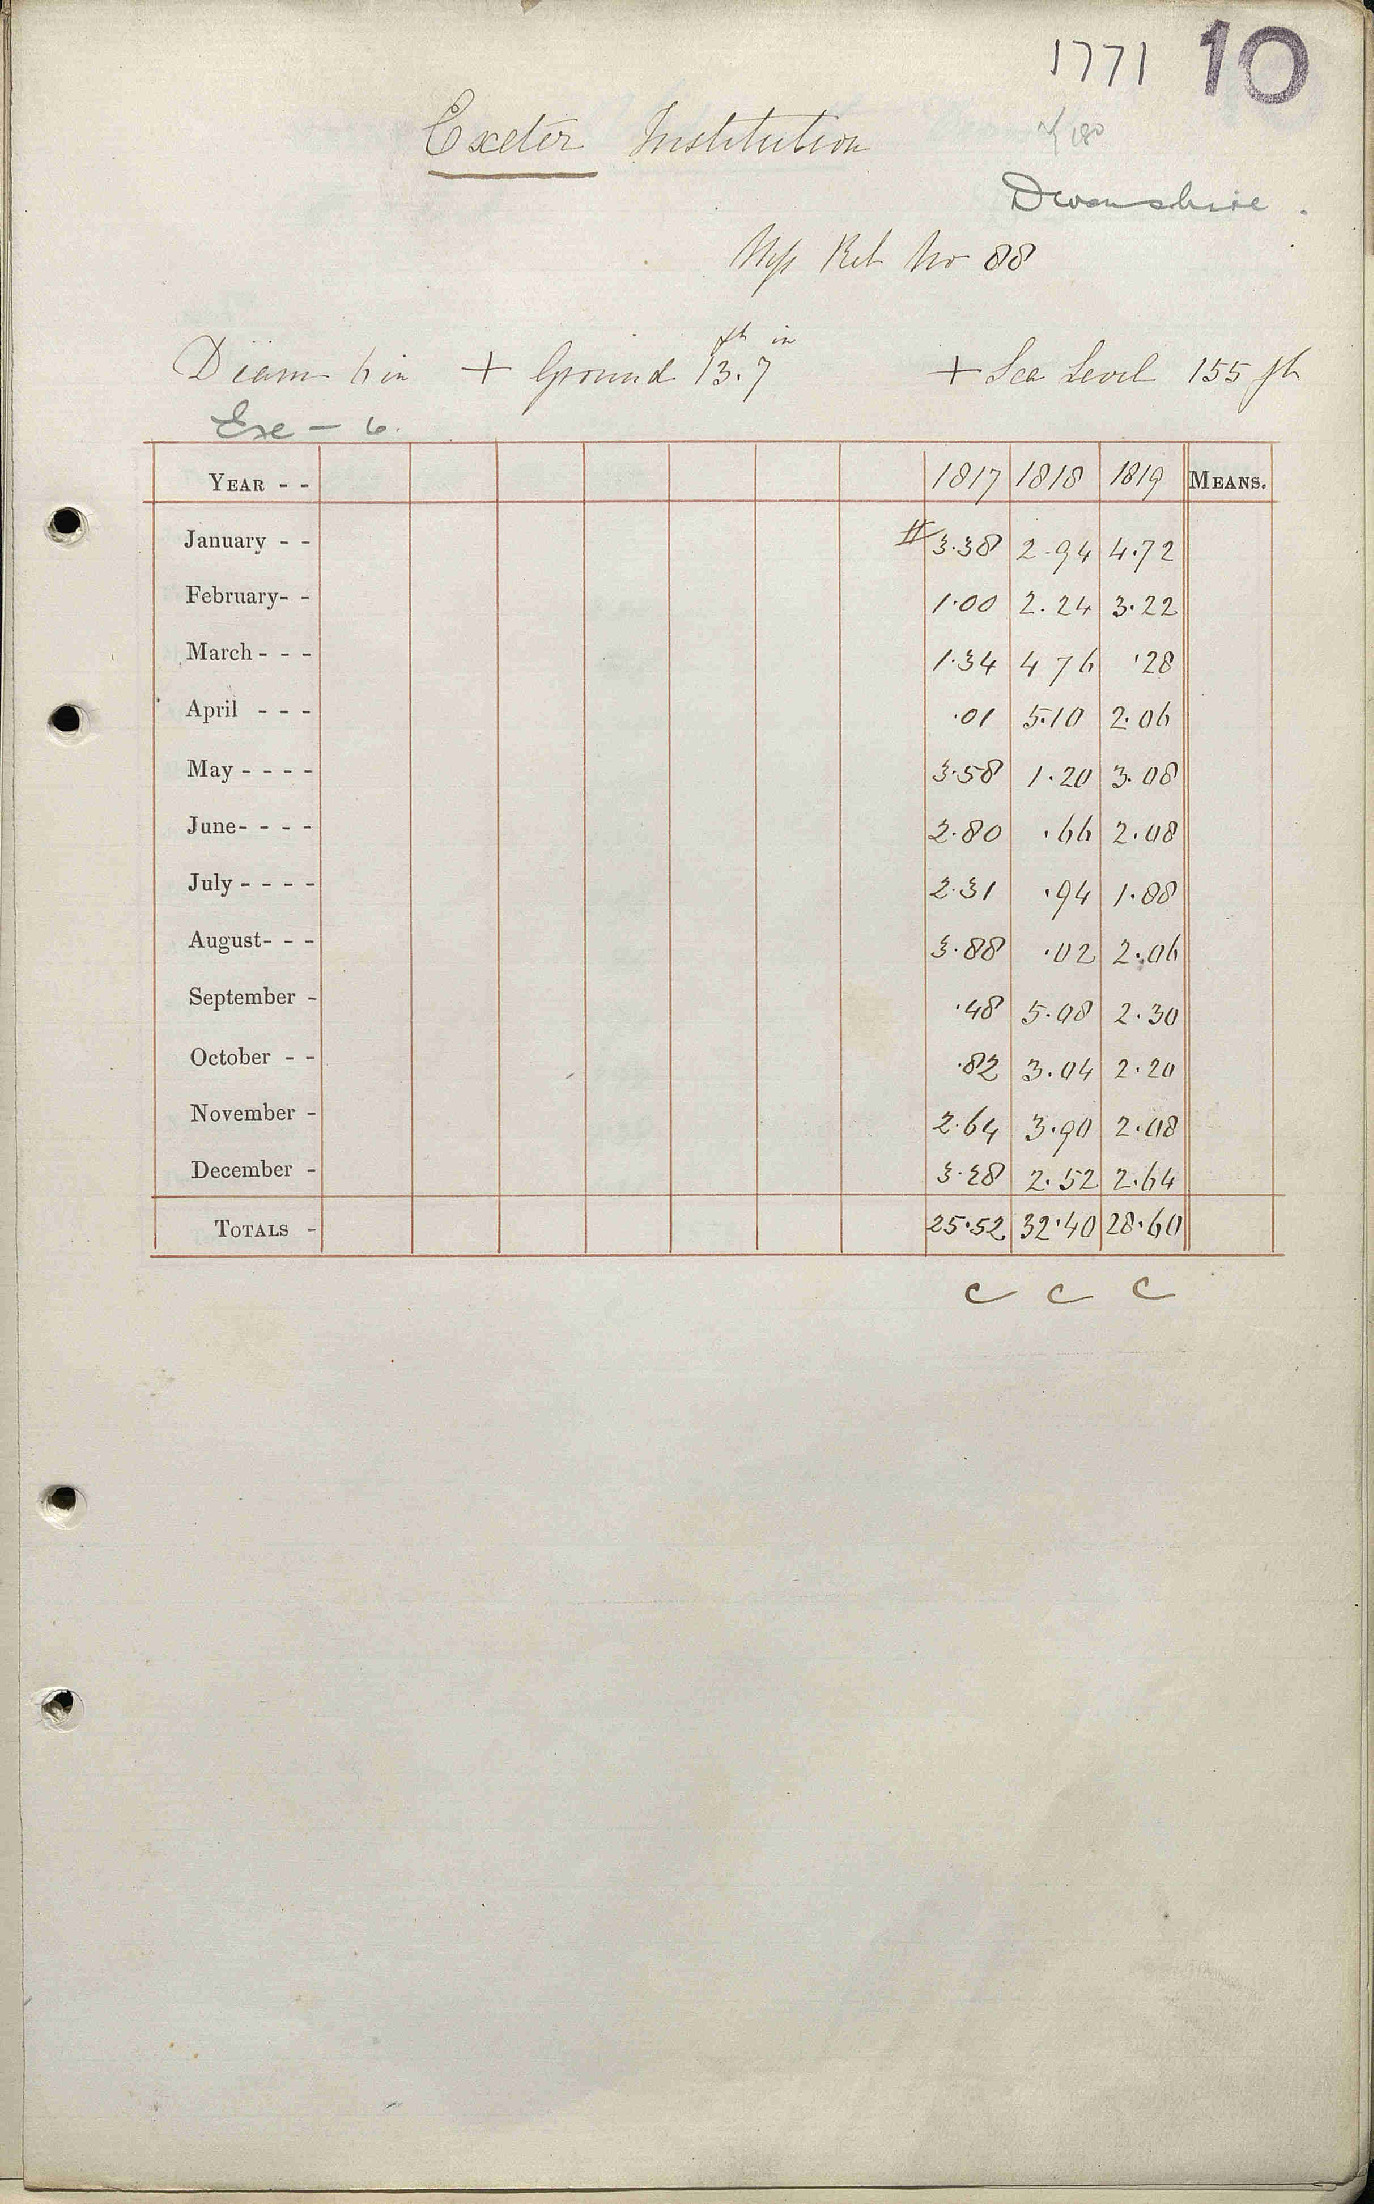 1771 10
Exeter Institution
Devonshire.
Mss Ret No 88
Diam 6 in + Ground 13 ft 7 in + Sea Level 155 ft
Exe – 6.
YEAR - - 1817 1818 1819 MEANS.
January - - # 3.38 2.94 4.72
February- - 1.00 2.24 3.22
March - - - 1.34 4 76 .28
April - - - .01 5.10 2.06
May - - - - 3.58 1.20 3.08
June- - - - 2.80 .66 2.08
July - - - - 2.31 .94 1.88
August- - - 3.88 .02 2.06
September - .48 5.08 2.30
October - - .82 3.04 2.20
November - 2.64 3.90 2.08
December - 3.28 2.52 2.64
TOTALS - 25.52 32.40 28.60
C C C